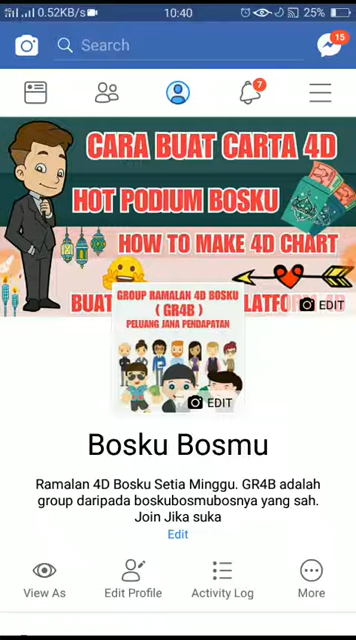 0.52KB/s
10:40
25%
Search
15
7
CARA BUAT CARTA 4D
HOT PODIUM BOSKU
HOW TO MAKE 4D CHART
BUAT
LATFO
EDIT
GROUP RAMALAN 4D BOSKU
( GR4B )
PELUANG JANA PENDAPATAN
EDIT
Bosku Bosmu
Ramalan 4D Bosku Setia Minggu. GR4B adalah
group daripada boskubosmubosnya yang sah.
Join Jika suka
Edit
View As
Edit Profile
Activity Log
More